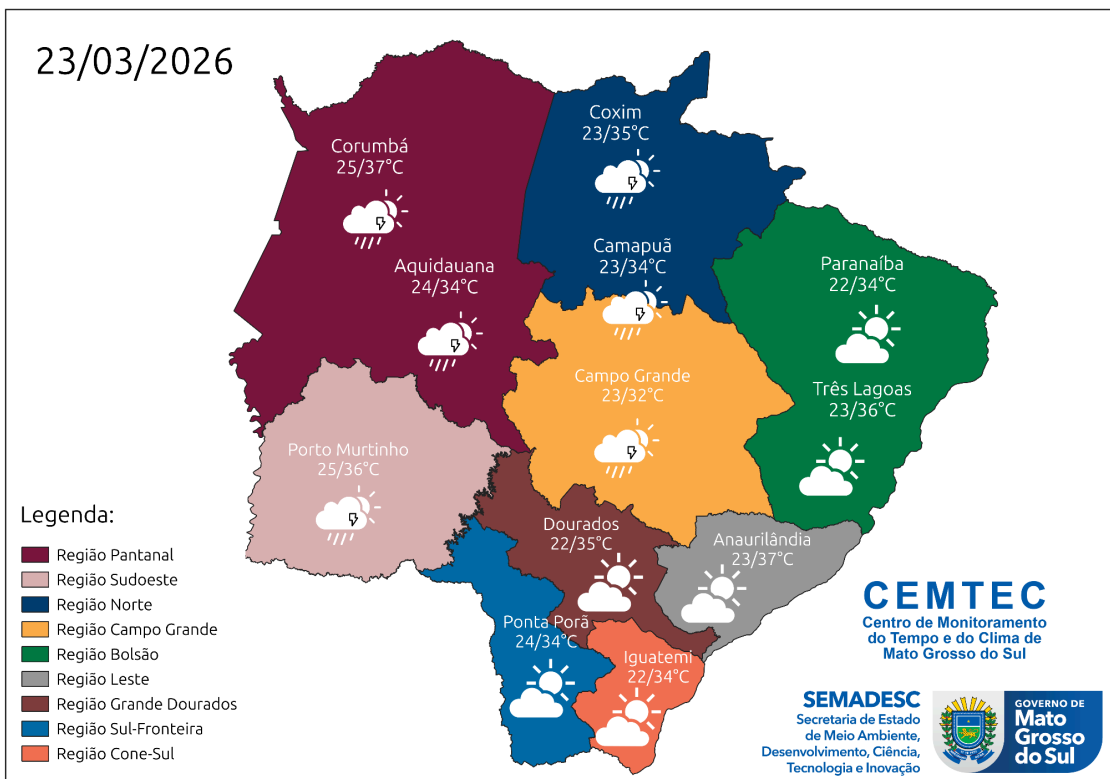 23/03/2026
Coxim
23/35°C
Corumbá
25/37°C
Camapuã
23/34°C
Aquidauana
24/34°C
Paranaíba
22/34°C
Campo Grande
23/32°C
Três Lagoas
23/36°C
Porto Murtinho
25/36°C
Dourados
22/35°C
Anaurilândia
23/37°C
Ponta Porã
24/34°C
Iguatemi
22/34°C
Legenda:
Região Pantanal
Região Sudoeste
Região Norte
Região Campo Grande
Região Bolsão
Região Leste
Região Grande Dourados
Região Sul-Fronteira
Região Cone-Sul
CEMTEC
Centro de Monitoramento
do Tempo e do Clima de
Mato Grosso do Sul
SEMADESC
Secretaria de Estado
de Meio Ambiente,
Desenvolvimento, Ciência,
Tecnologia e Inovação
GOVERNO DE
Mato
Grosso
do Sul